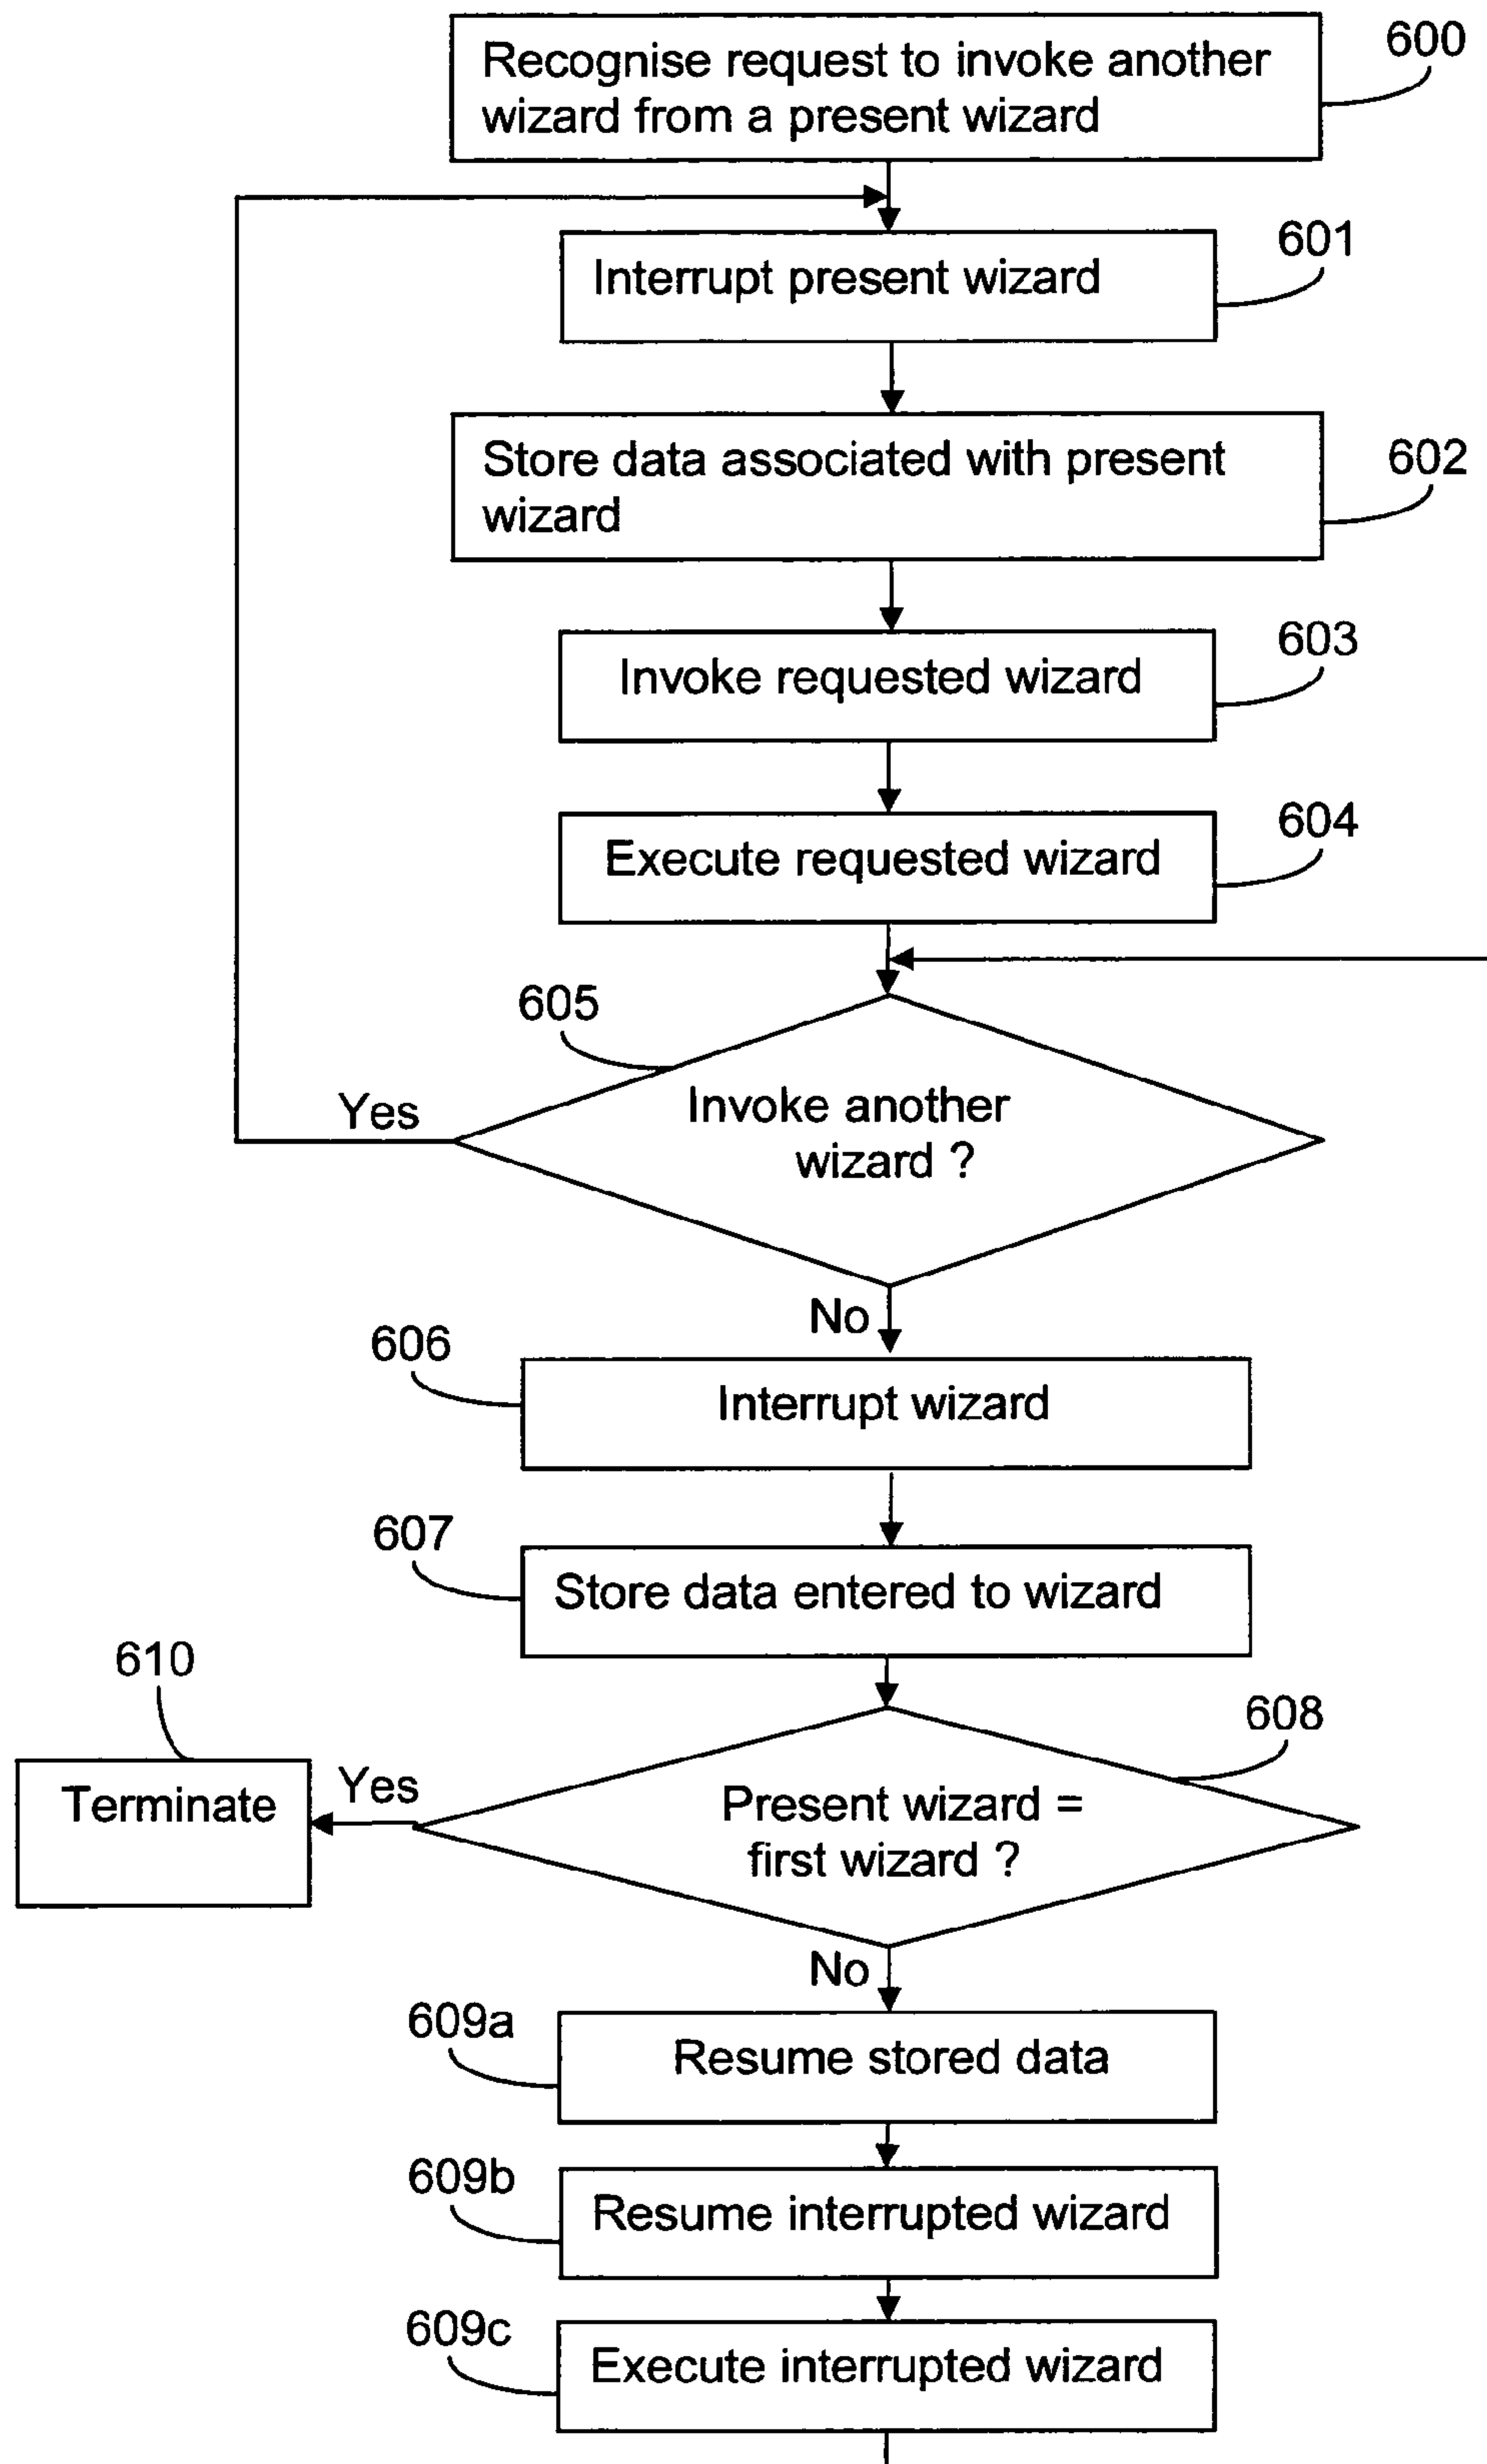 Recognise request to invoke another
wizard from a present wizard
600
Interrupt present wizard
601
Store data associated with present
wizard
602
Invoke requested wizard
603
Execute requested wizard
604
605
Invoke another
wizard ?
Yes
No
606
Interrupt wizard
607
Store data entered to wizard
608
Present wizard =
first wizard ?
Yes
610
Terminate
No
609a
Resume stored data
609b
Resume interrupted wizard
609c
Execute interrupted wizard